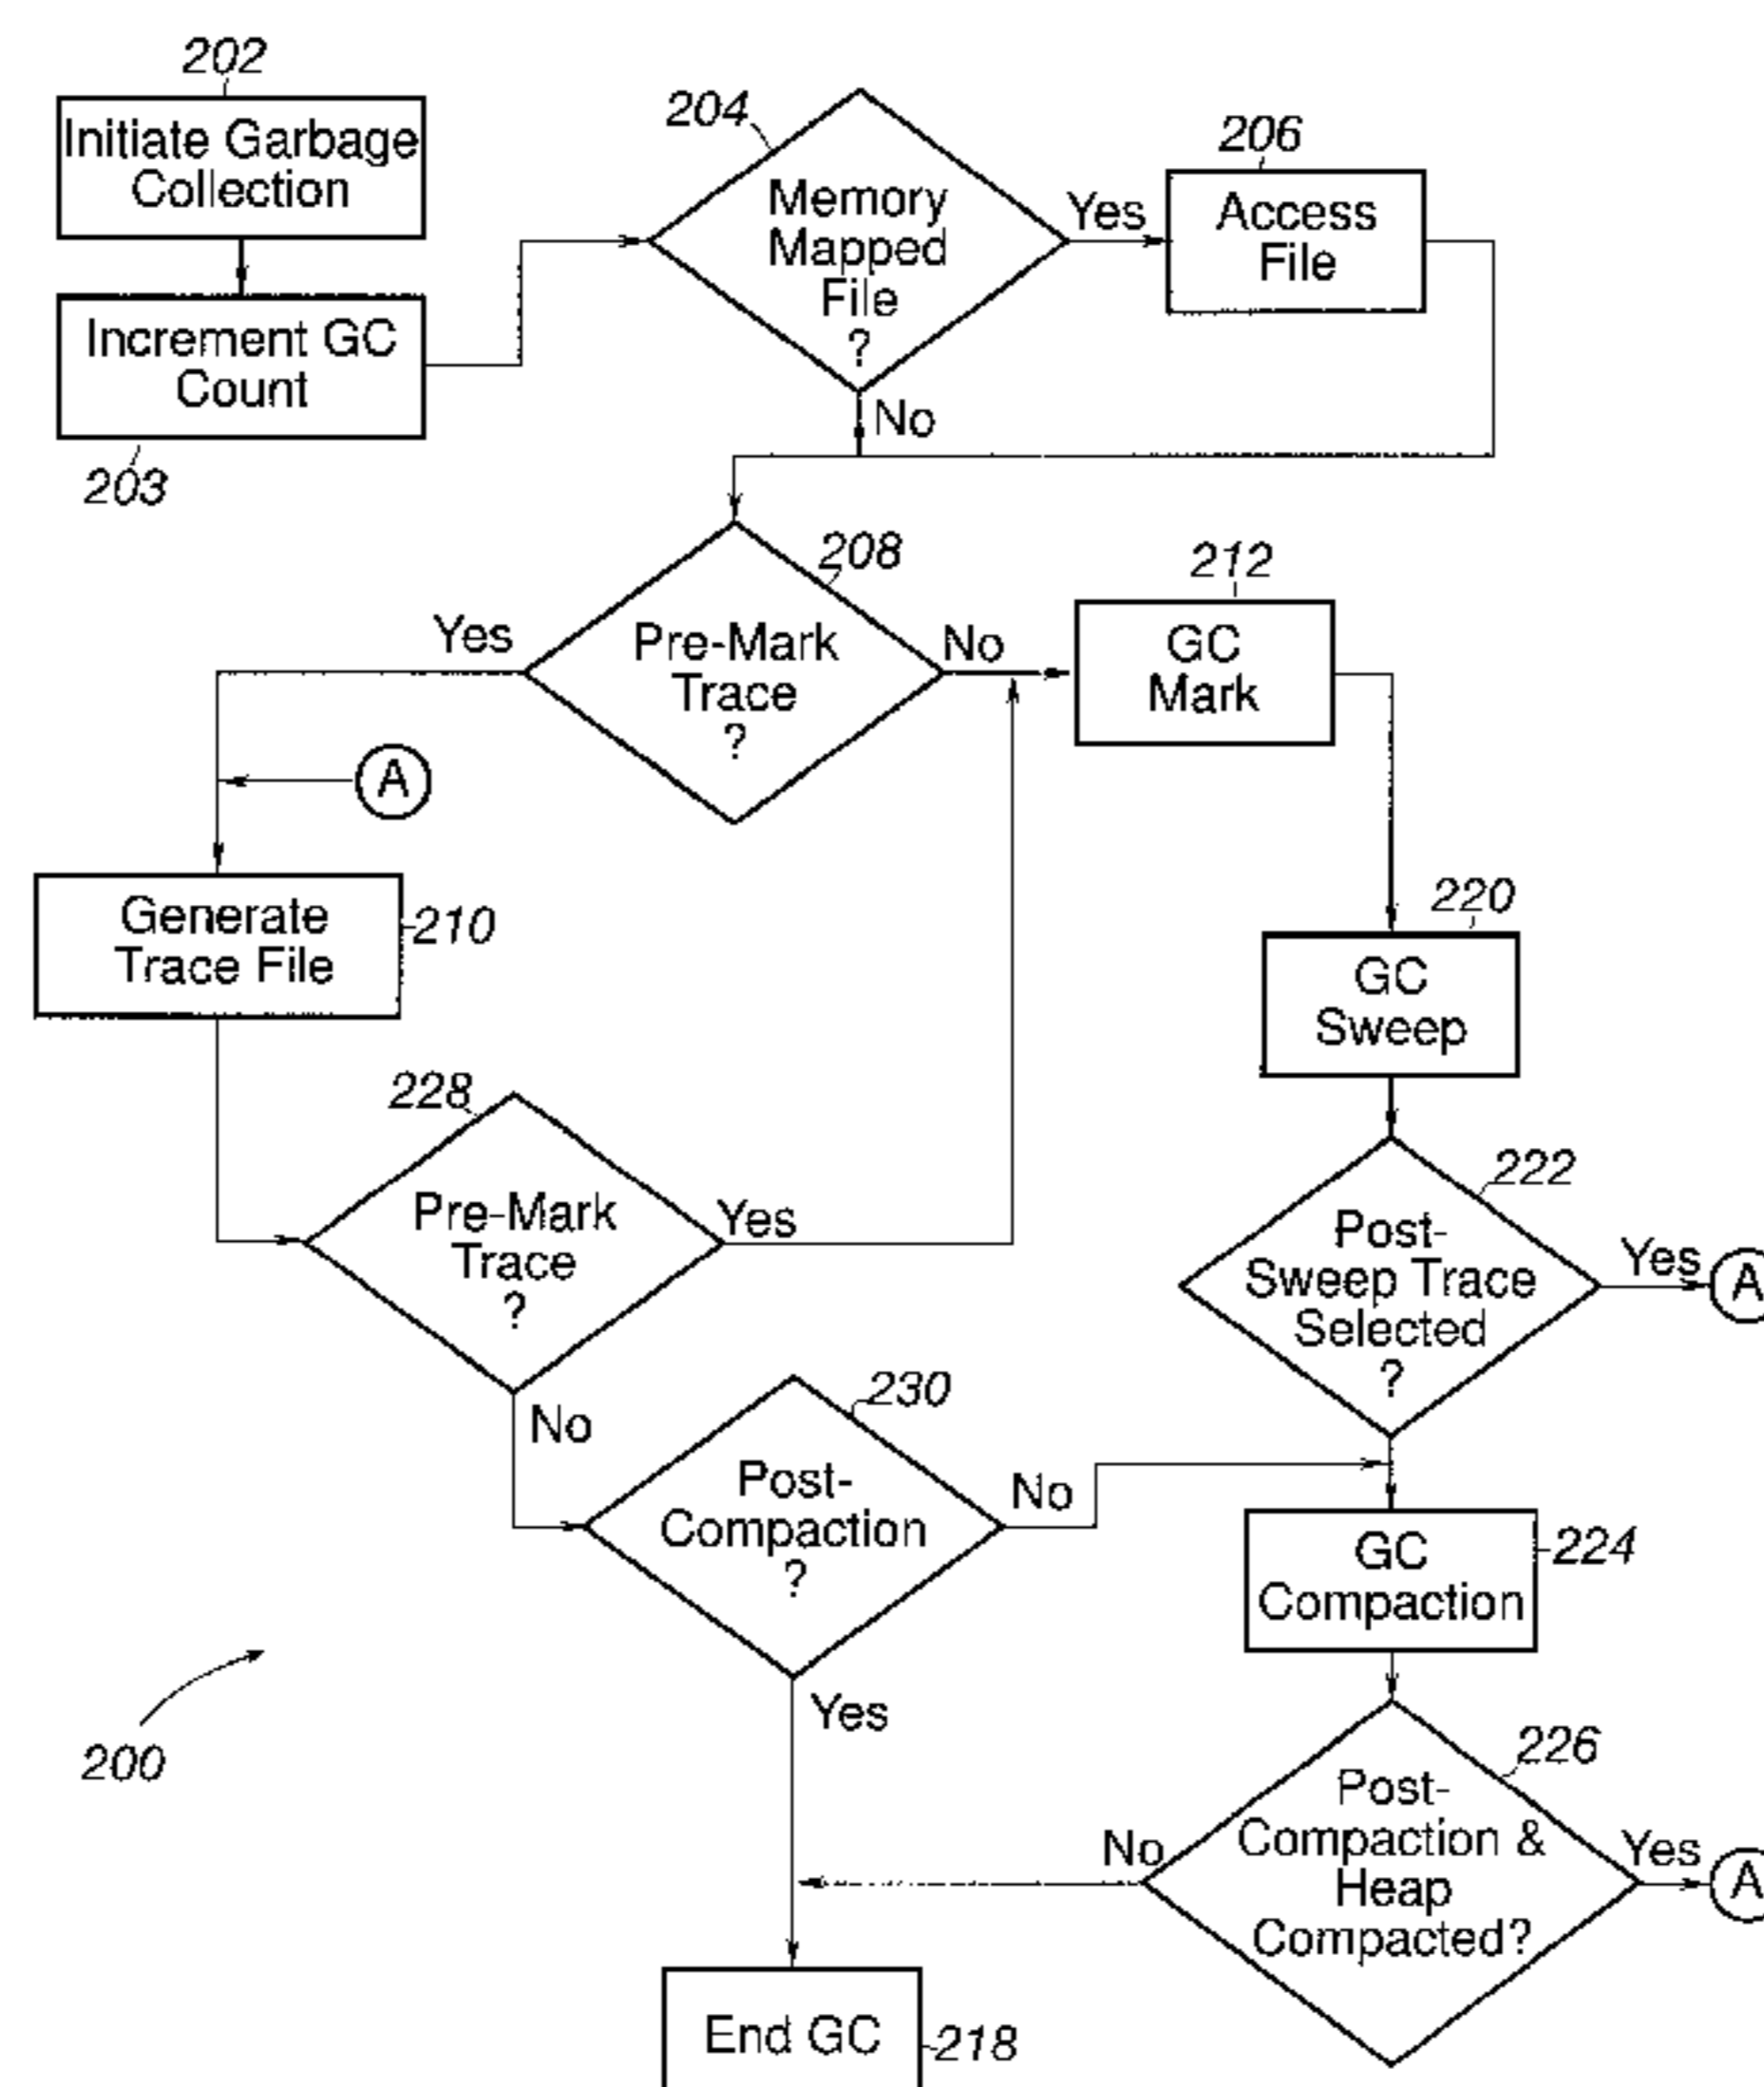 202
Initiate Garbage
Collection
Increment GC
Count
203
204
Memory
Mapped
File
?
Yes
No
206
Access
File
208
Pre-Mark
Trace
?
Yes
No
212
GC
Mark
A
Generate
Trace File
210
220
GC
Sweep
228
Pre-Mark
Trace
?
Yes
No
222
Post-
Sweep Trace
Selected
?
Yes
A
230
Post-
Compaction
?
No
Yes
GC
Compaction
224
200
226
Post-
Compaction &
Heap
Compacted?
No
Yes
A
End GC
218